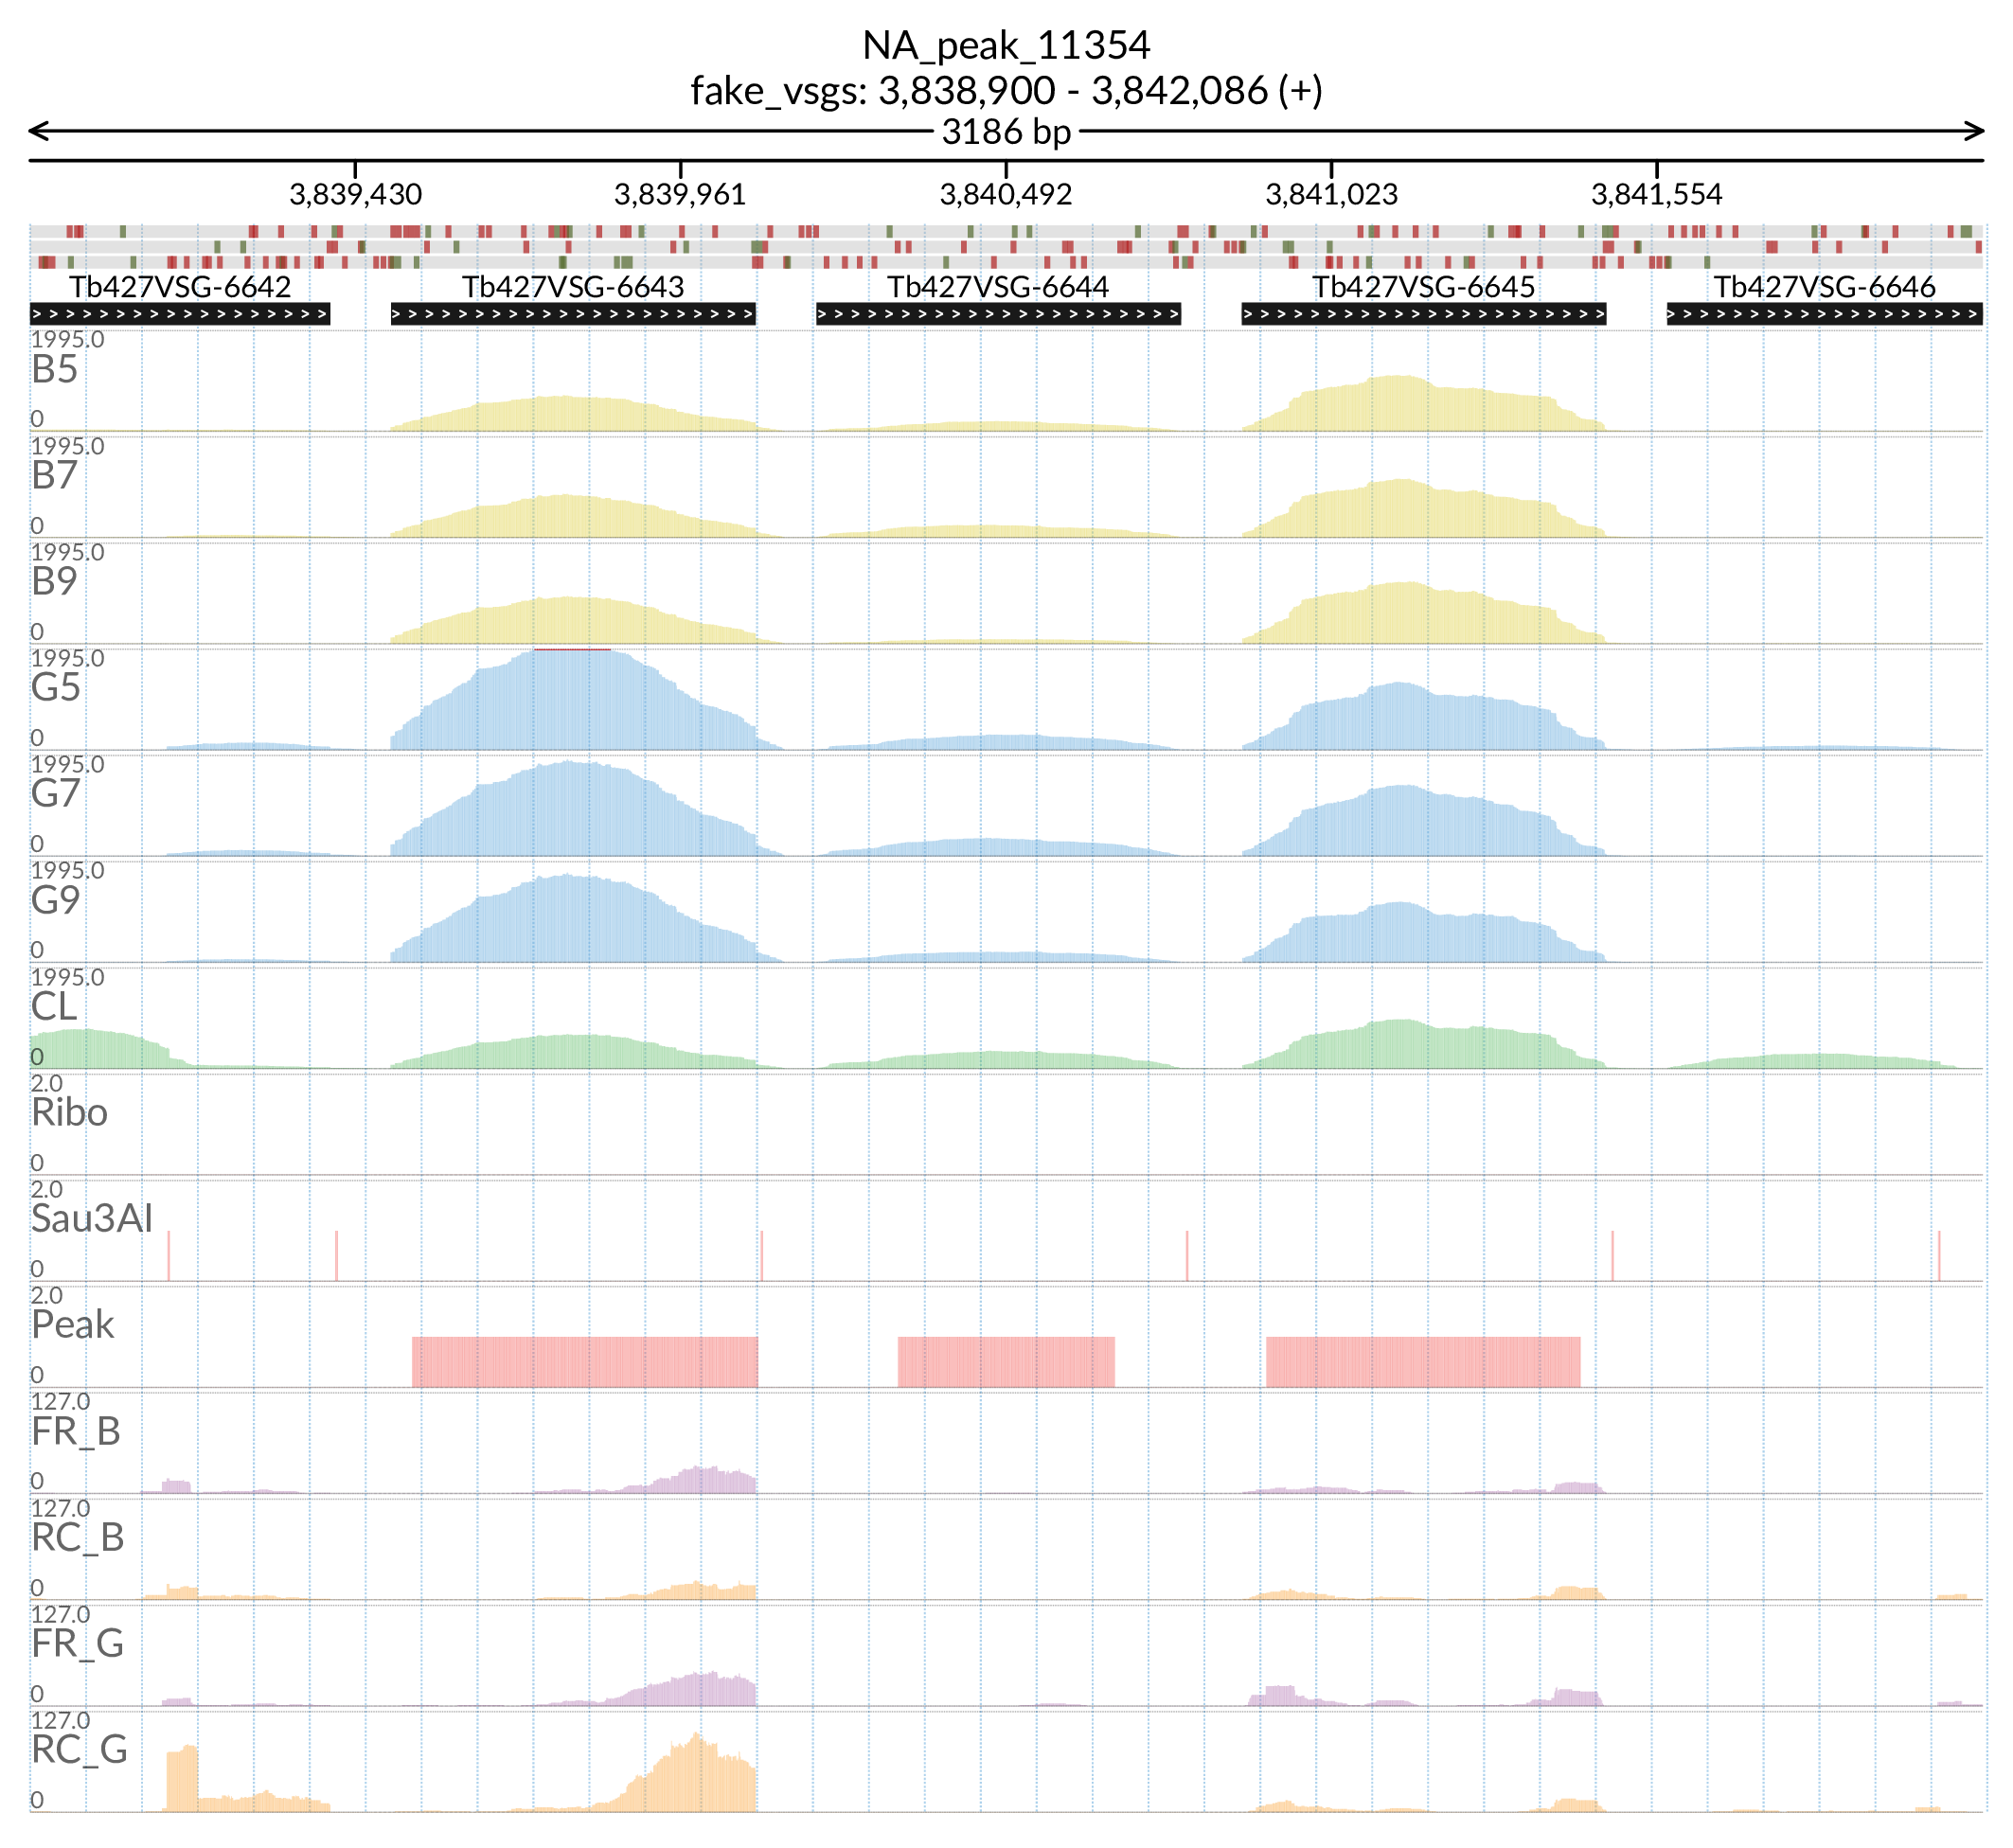 NA_peak_11354
fake_vsgs: 3,838,900 - 3,842,086 (+)
3186 bp
3,839,430 3,839,961 3,840,492 3,841,023 3,841,554
Tb427VSG-6642 Tb427VSG-6643 Tb427VSG-6644 Tb427VSG-6645 Tb427VSG-6646
1995.0
B5
0
1995.0
B7
0
1995.0
B9
0
1995.0
G5
0
1995.0
G7
0
1995.0
G9
0
1995.0
CL
0
2.0
Ribo
0
2.0
Sau3AI
0
2.0
Peak
0
127.0
FR_B
0
127.0
RC_B
0
127.0
FR_G
0
127.0
RC_G
0